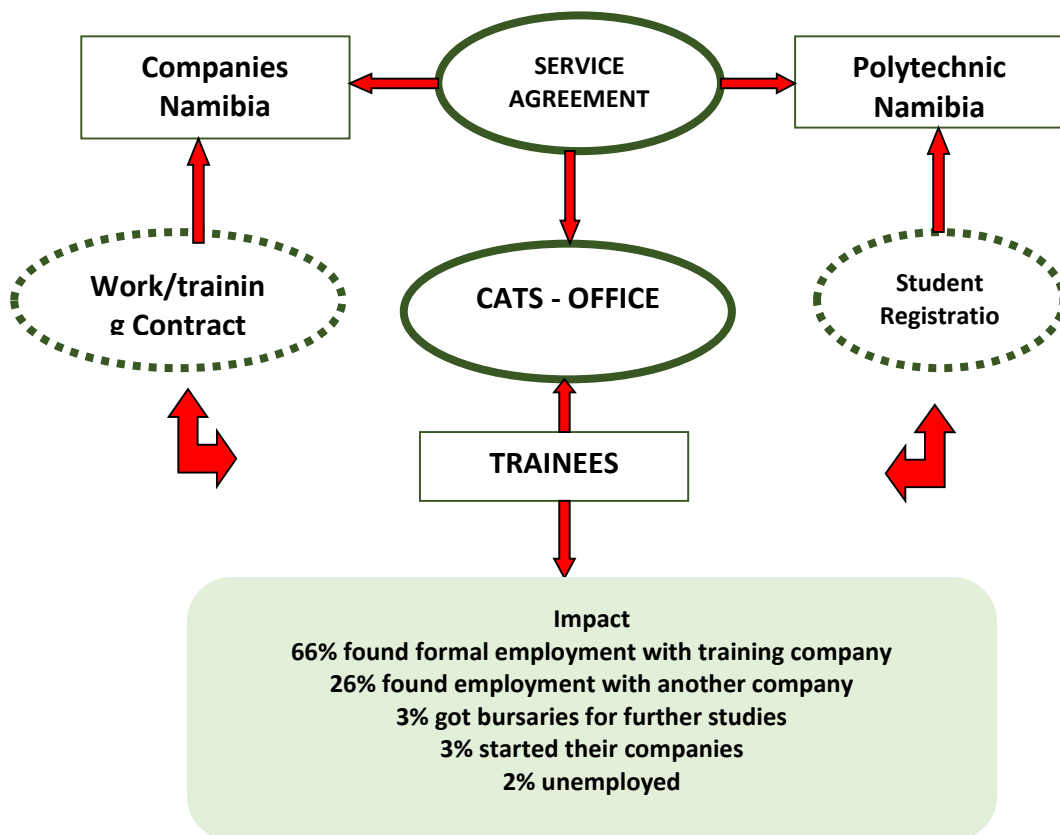 Companies
Namibia
SERVICE
AGREEMENT
Polytechnic
Namibia
Work/trainin
g Contract
CATS - OFFICE
Student
Registratio
TRAINEES
Impact
66% found formal employment with training company
26% found employment with another company
3% got bursaries for further studies
3% started their companies
2% unemployed